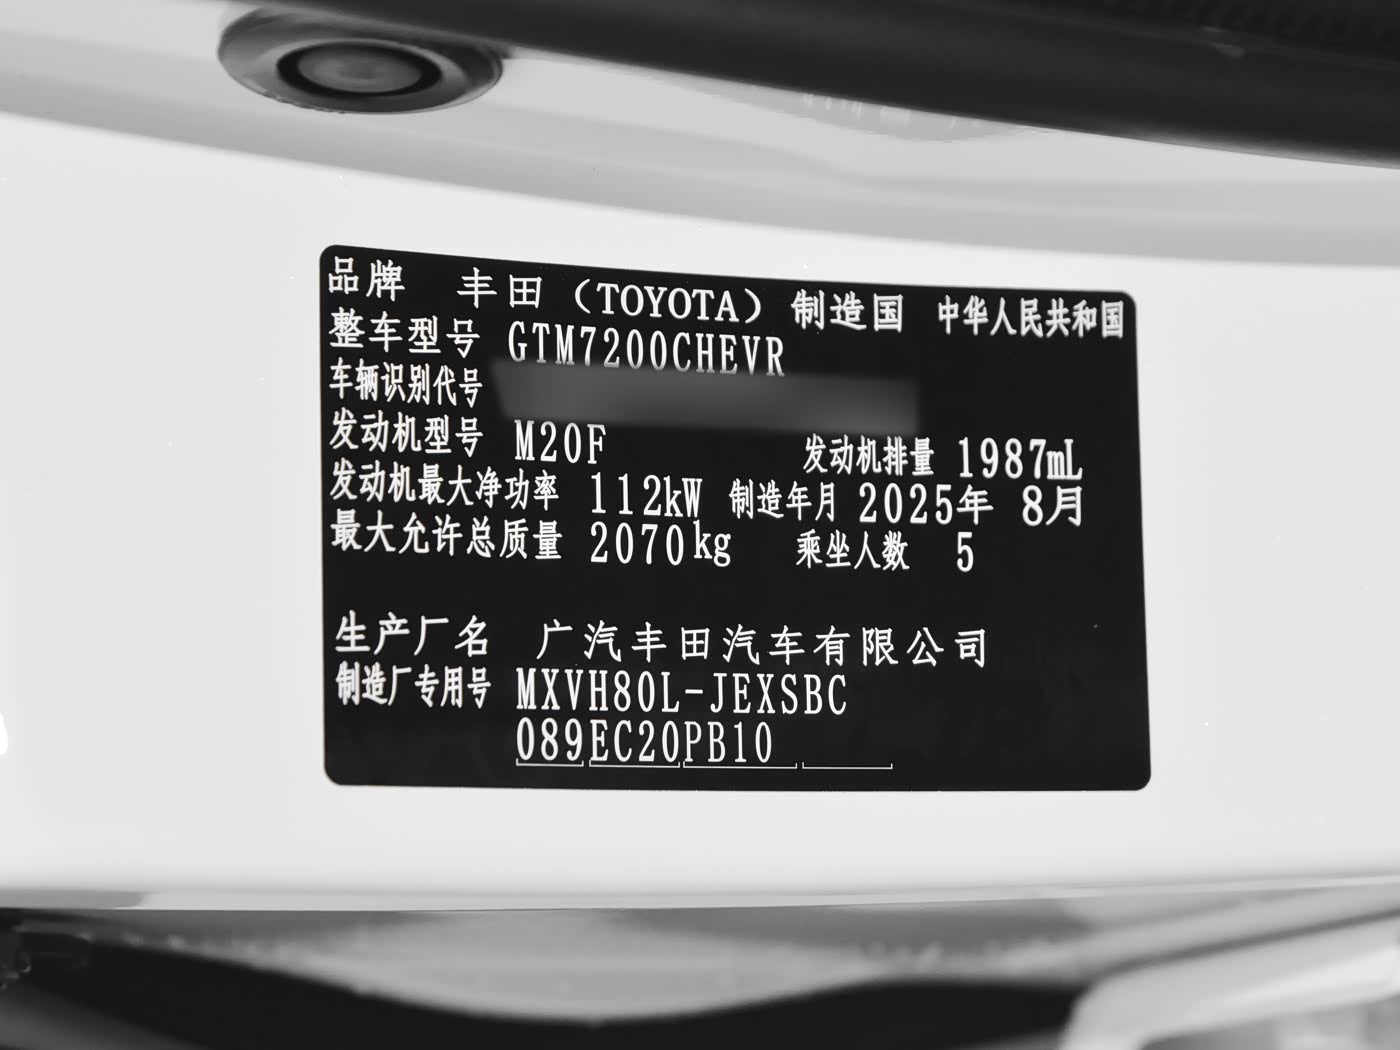 品牌 丰田（TOYOTA） 制造国 中华人民共和国
整车型号 GTM7200CHEVR
车辆识别代号
发动机型号 M20F 发动机排量 1987mL
发动机最大净功率 112kW 制造年月 2025年 8月
最大允许总质量 2070kg 乘坐人数 5
生产厂名 广汽丰田汽车有限公司
制造厂专用号 MXVH80L-JEXSBC
089EC20PB10